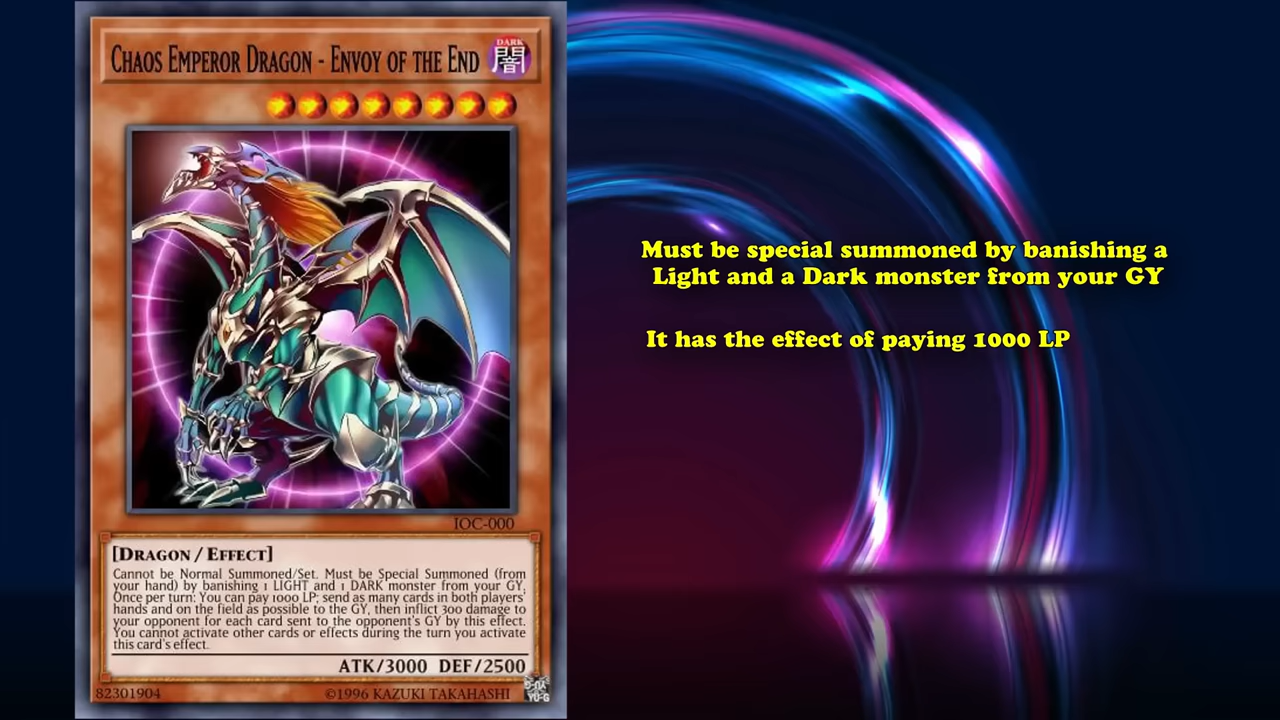 CHAOS EMPEROR DRAGON - ENVOY OF THE END
DARK
闇
IOC-000
[DRAGON / EFFECT]
Cannot be Normal Summoned/Set. Must be Special Summoned (from
your hand) by banishing 1 LIGHT and 1 DARK monster from your GY.
Once per turn: You can pay 1000 LP; send as many cards in both players'
hands and on the field as possible to the GY, then inflict 300 damage to
your opponent for each card sent to the opponent's GY by this effect.
You cannot activate other cards or effects during the turn you activate
this card's effect.
ATK/3000 DEF/2500
82301904
©1996 KAZUKI TAKAHASHI
Must be special summoned by banishing a
Light and a Dark monster from your GY
It has the effect of paying 1000 LP